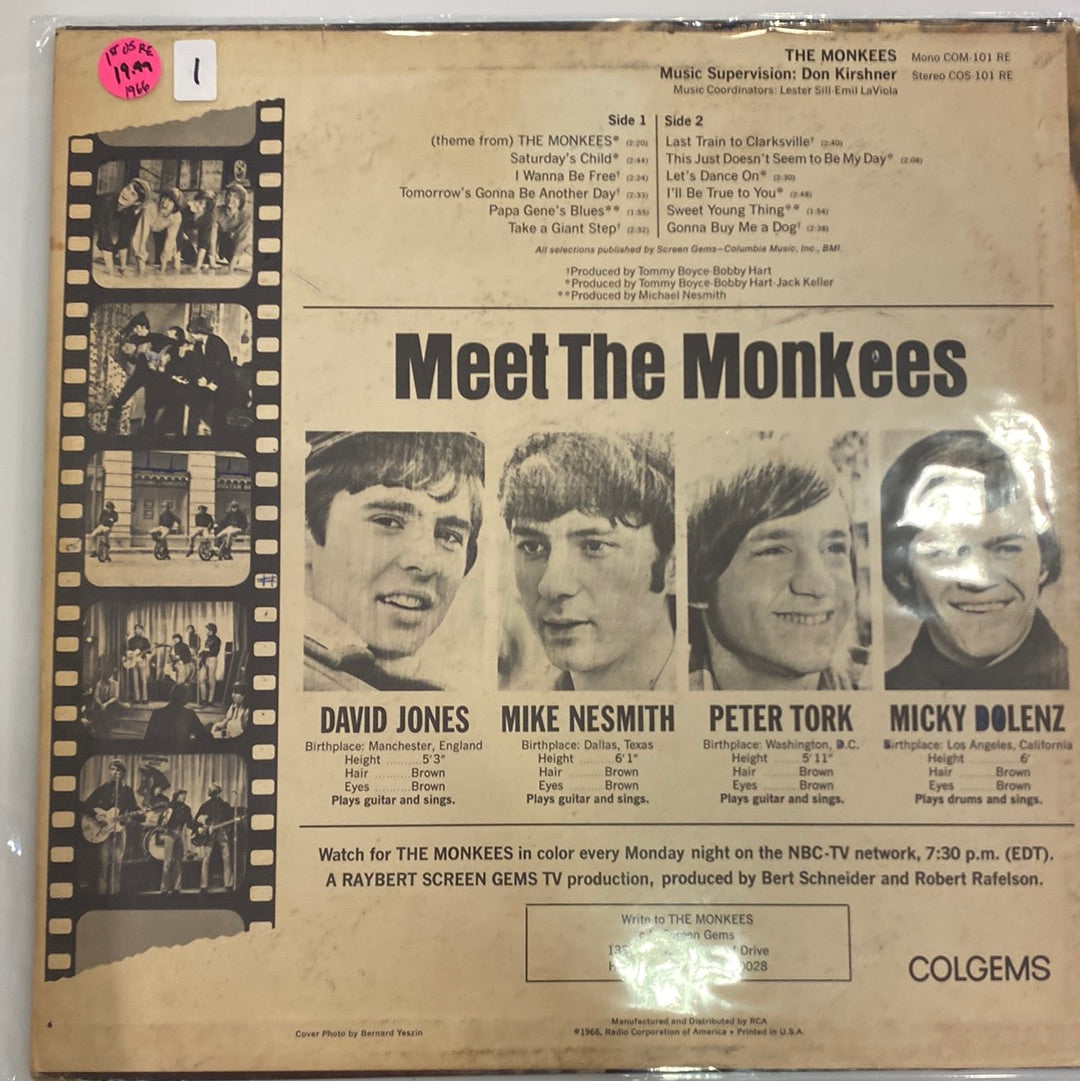 1st US RE
19.99
1966
1
THE MONKEES Mono COM-101 RE
Music Supervision: Don Kirshner Stereo COS-101 RE
Music Coordinators: Lester Sill-Emil LaViola
Side 1 Side 2
(theme from) THE MONKEES* (2:20) Last Train to Clarksville† (2:40)
Saturday's Child* (2:44) This Just Doesn't Seem to Be My Day* (2:08)
I Wanna Be Free† (2:24) Let's Dance On* (2:30)
Tomorrow's Gonna Be Another Day† (2:33) I'll Be True to You* (2:48)
Papa Gene's Blues** (1:55) Sweet Young Thing** (1:54)
Take a Giant Step† (2:32) Gonna Buy Me a Dog† (2:38)
All selections published by Screen Gems—Columbia Music, Inc., BMI.
†Produced by Tommy Boyce-Bobby Hart
*Produced by Tommy Boyce-Bobby Hart-Jack Keller
**Produced by Michael Nesmith
Meet The Monkees
DAVID JONES MIKE NESMITH PETER TORK MICKY DOLENZ
Birthplace: Manchester, England Birthplace: Dallas, Texas Birthplace: Washington, D.C. Birthplace: Los Angeles, California
Height ........5'3" Height ........6'1" Height ........5'11" Height ........6'
Hair ........Brown Hair ........Brown Hair ........Brown Hair ........Brown
Eyes ........Brown Eyes ........Brown Eyes ........Brown Eyes ........Brown
Plays guitar and sings. Plays guitar and sings. Plays guitar and sings. Plays drums and sings.
Watch for THE MONKEES in color every Monday night on the NBC-TV network, 7:30 p.m. (EDT).
A RAYBERT SCREEN GEMS TV production, produced by Bert Schneider and Robert Rafelson.
Write to THE MONKEES
Screen Gems
Drive
COLGEMS
6
Cover Photo by Bernard Yeszin
Manufactured and Distributed by RCA
©1966, Radio Corporation of America • Printed in U.S.A.